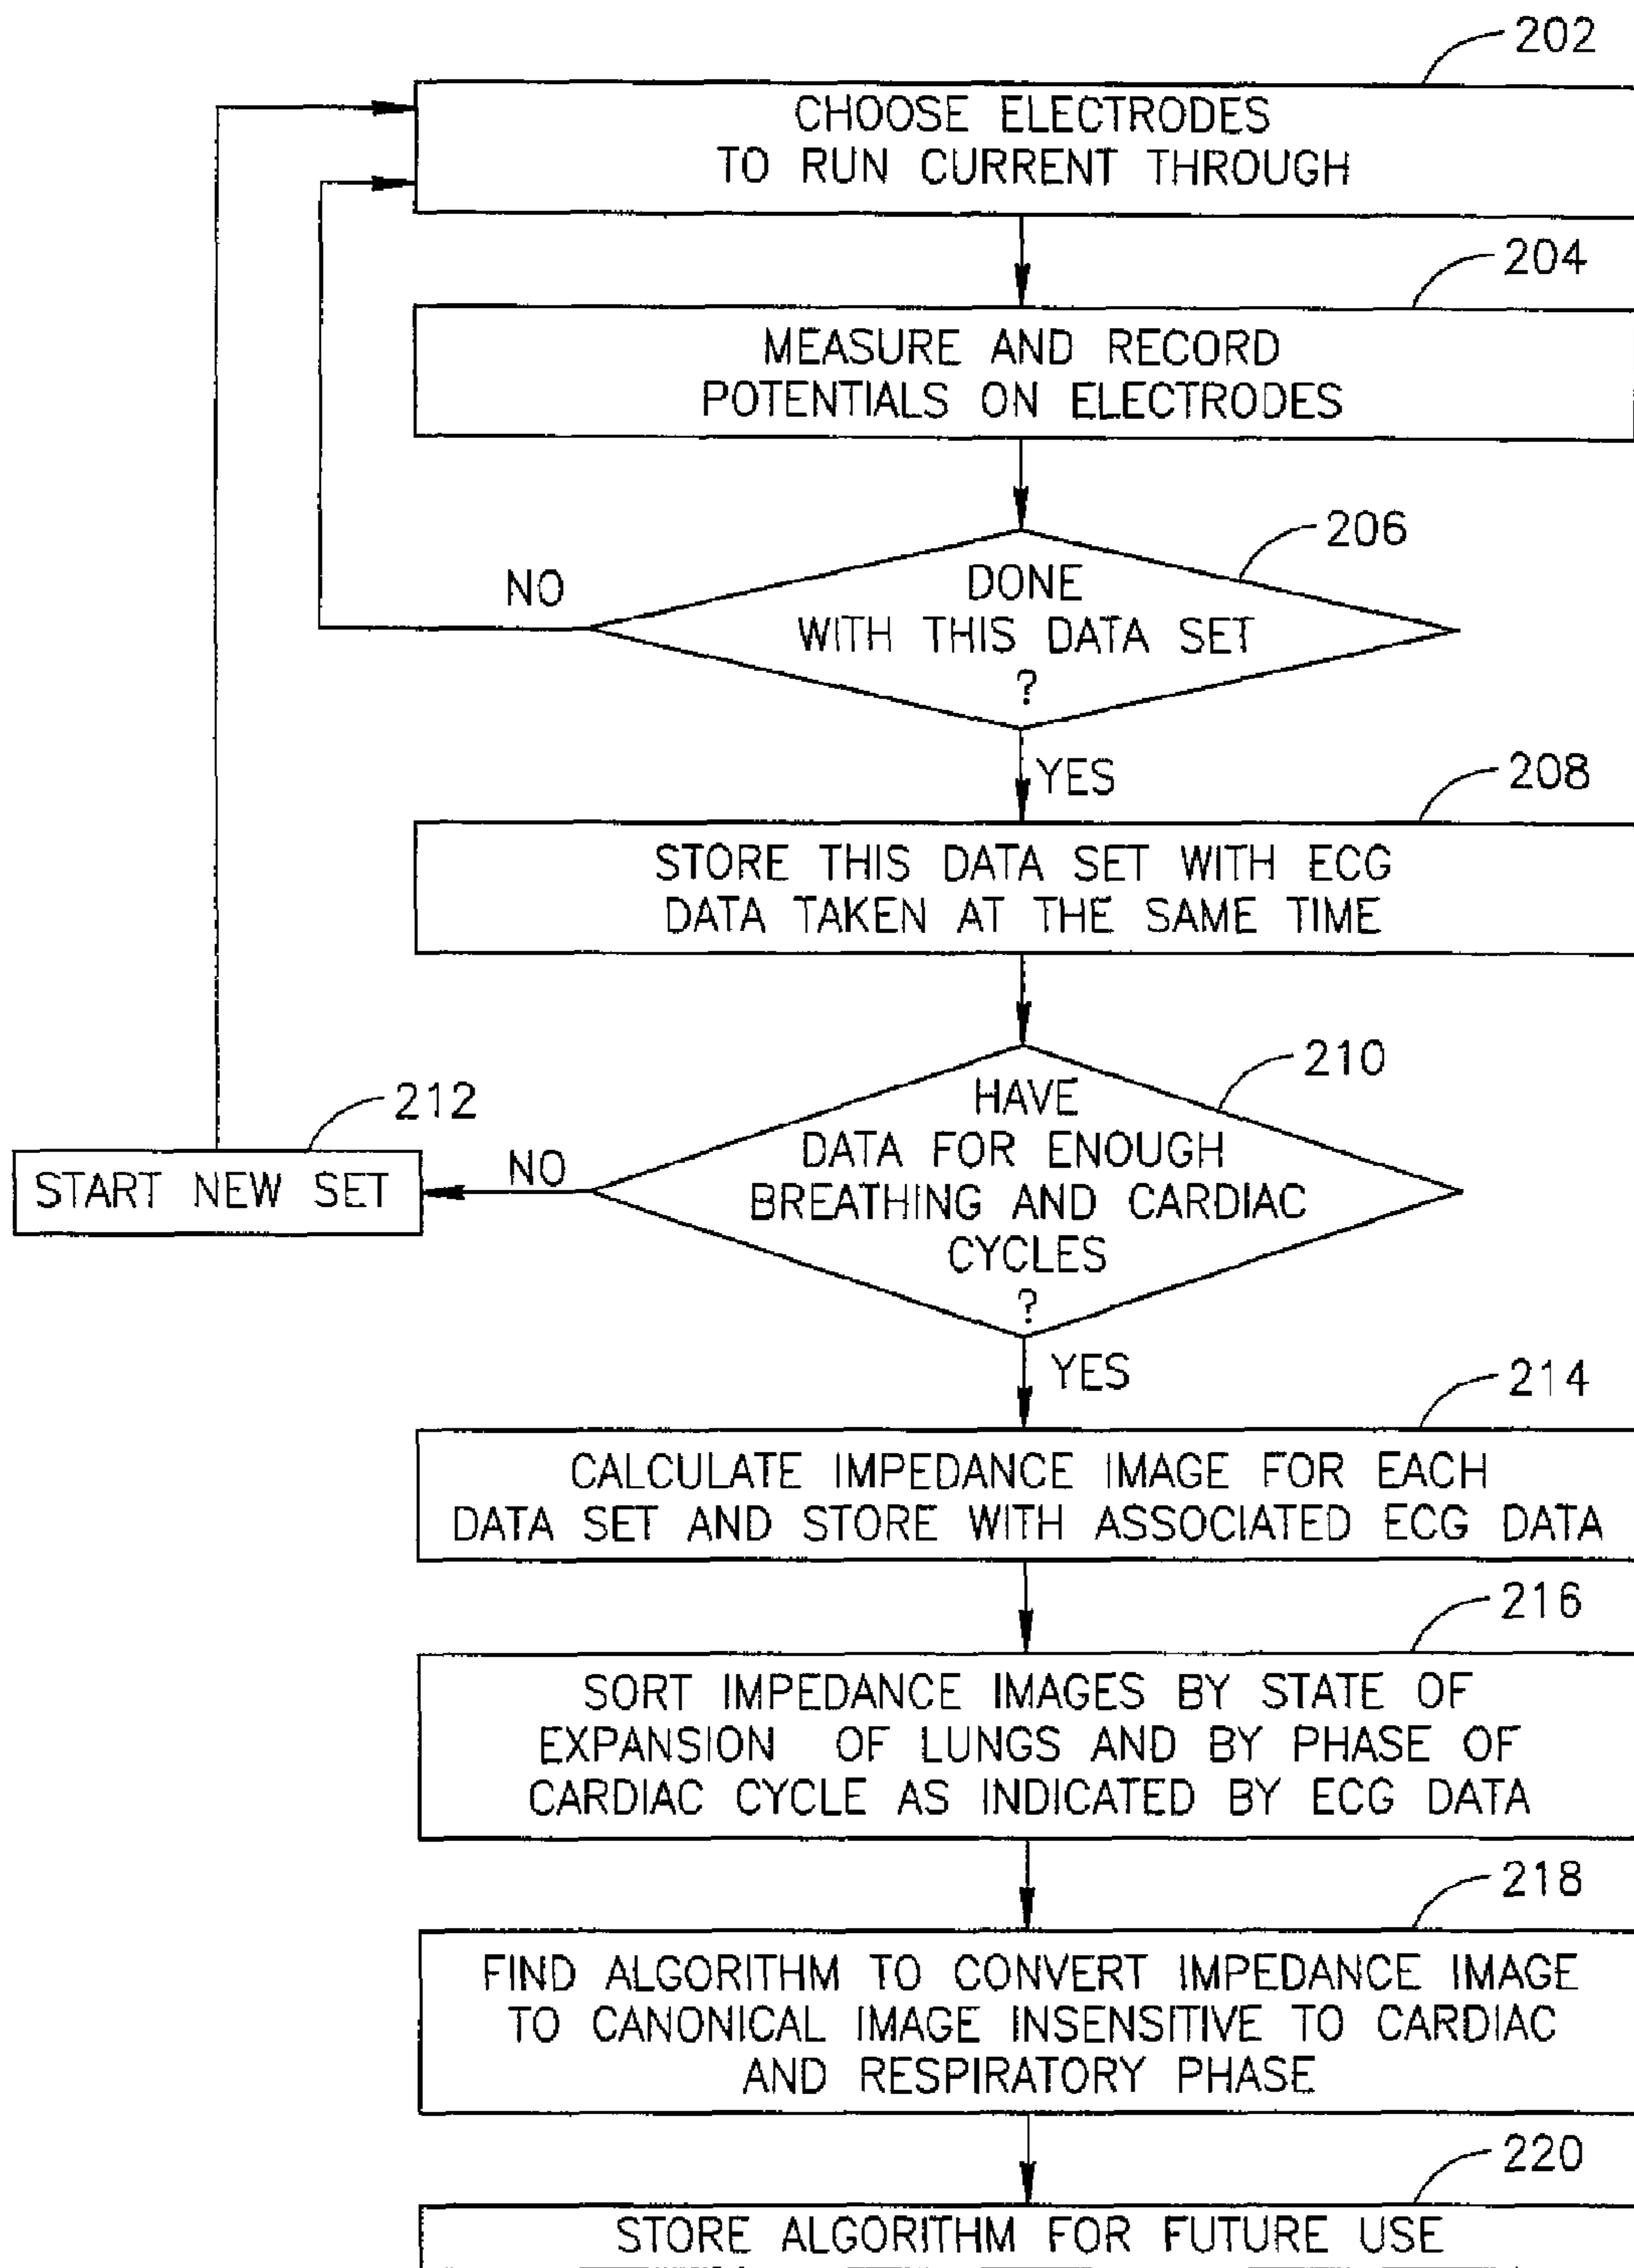 202
CHOOSE ELECTRODES
TO RUN CURRENT THROUGH
204
MEASURE AND RECORD
POTENTIALS ON ELECTRODES
206
DONE
WITH THIS DATA SET
?
NO
YES
208
STORE THIS DATA SET WITH ECG
DATA TAKEN AT THE SAME TIME
210
HAVE
DATA FOR ENOUGH
BREATHING AND CARDIAC
CYCLES
?
212
START NEW SET
NO
YES
214
CALCULATE IMPEDANCE IMAGE FOR EACH
DATA SET AND STORE WITH ASSOCIATED ECG DATA
216
SORT IMPEDANCE IMAGES BY STATE OF
EXPANSION OF LUNGS AND BY PHASE OF
CARDIAC CYCLE AS INDICATED BY ECG DATA
218
FIND ALGORITHM TO CONVERT IMPEDANCE IMAGE
TO CANONICAL IMAGE INSENSITIVE TO CARDIAC
AND RESPIRATORY PHASE
220
STORE ALGORITHM FOR FUTURE USE